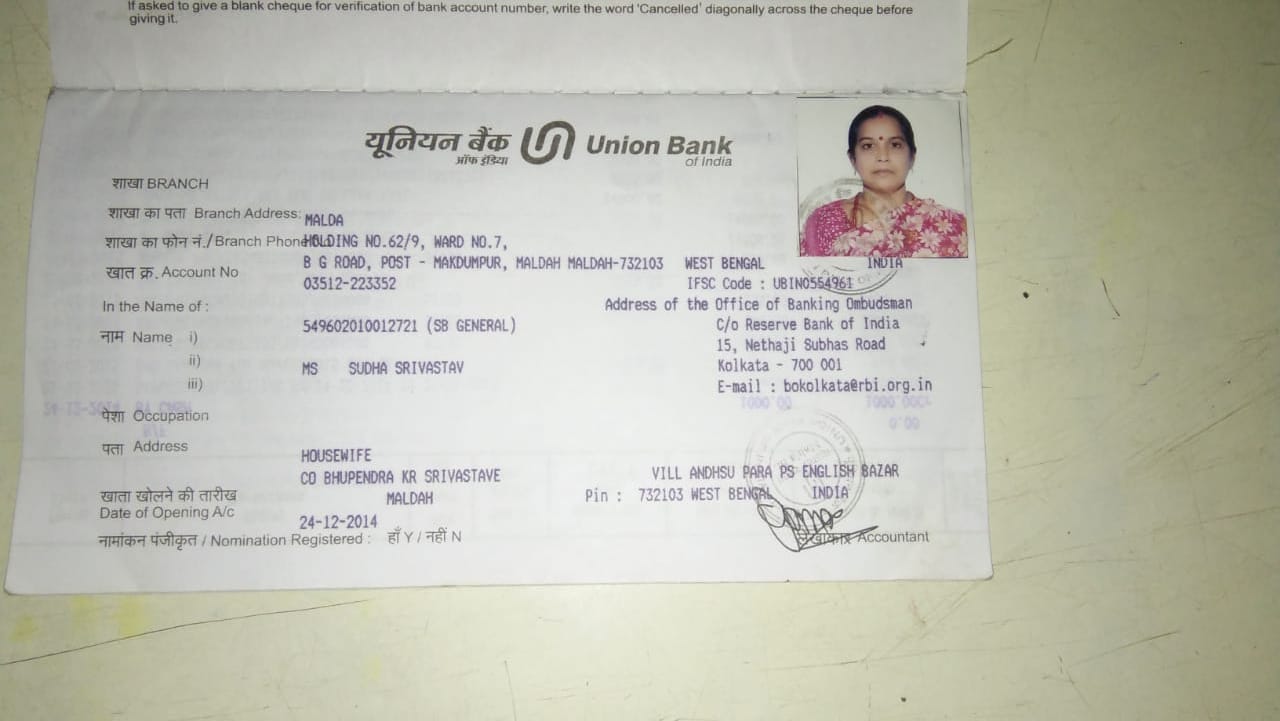 If asked to give a blank cheque for verification of bank account number, write the word 'Cancelled' diagonally across the cheque before
giving it.
यूनियन बैंक Union Bank
ऑफ इंडिया of India
शाखा BRANCH
शाखा का पता Branch Address: MALDA
शाखा का फोन नं./Branch Phone HOLDING NO.62/9, WARD NO.7,
B G ROAD, POST - MAKDUMPUR, MALDAH MALDAH-732103 WEST BENGAL INDIA
खात क्र. Account No 03512-223352 IFSC Code : UBIN0554961
In the Name of : Address of the Office of Banking Ombudsman
549602010012721 (SB GENERAL) C/o Reserve Bank of India
नाम Name i) 15, Nethaji Subhas Road
ii) MS SUDHA SRIVASTAV Kolkata - 700 001
iii) E-mail : bokolkata@rbi.org.in
पेशा Occupation
पता Address HOUSEWIFE
CO BHUPENDRA KR SRIVASTAVE VILL ANDHSU PARA PS ENGLISH BAZAR
खाता खोलने की तारीख MALDAH Pin : 732103 WEST BENGAL INDIA
Date of Opening A/c 24-12-2014
नामांकन पंजीकृत / Nomination Registered : हाँ Y / नहीं N लेखाकार Accountant